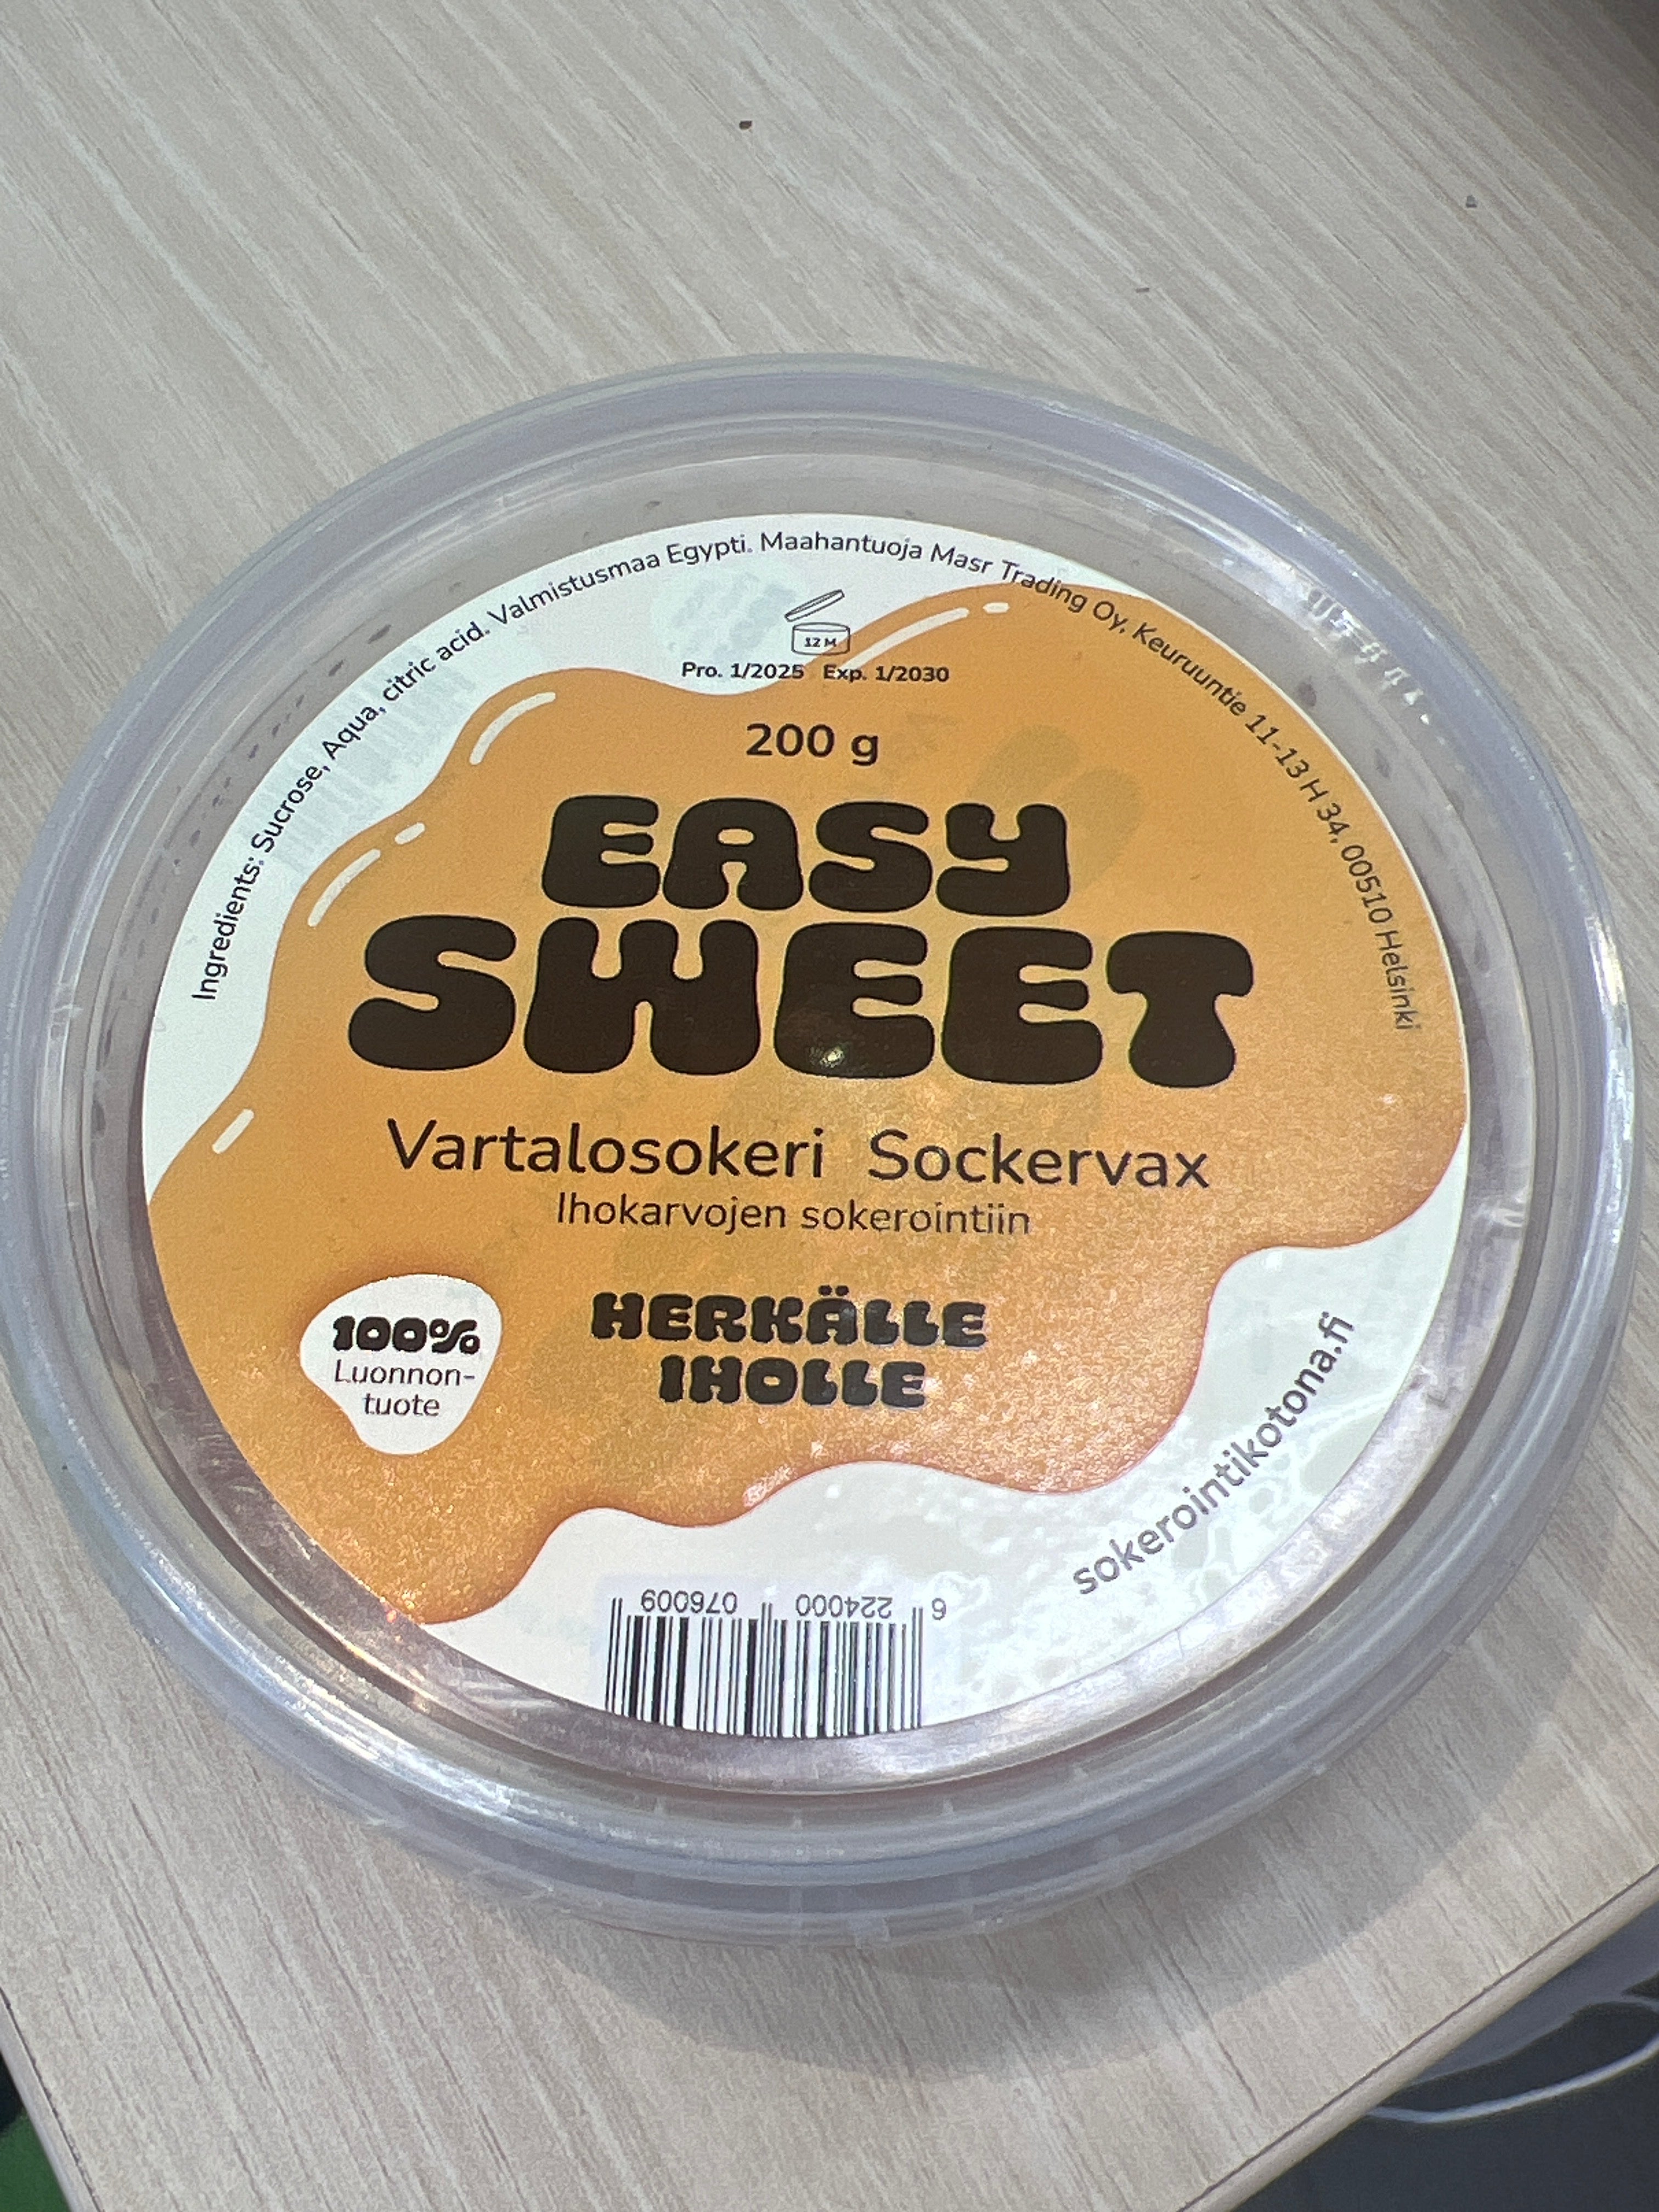 Ingredients: Sucrose, Aqua, citric acid. Valmistusmaa Egypti. Maahantuoja Masr Trading Oy, Keuruuntie 11-13 H 34, 00510 Helsinki
12 M
Pro. 1/2025 Exp. 1/2030
200 g
EASY
SWEET
Vartalosokeri Sockervax
Ihokarvojen sokerointiin
100%
Luonnon-
tuote
HERKÄLLE
IHOLLE
sokerointikotona.fi
6 224000 076009